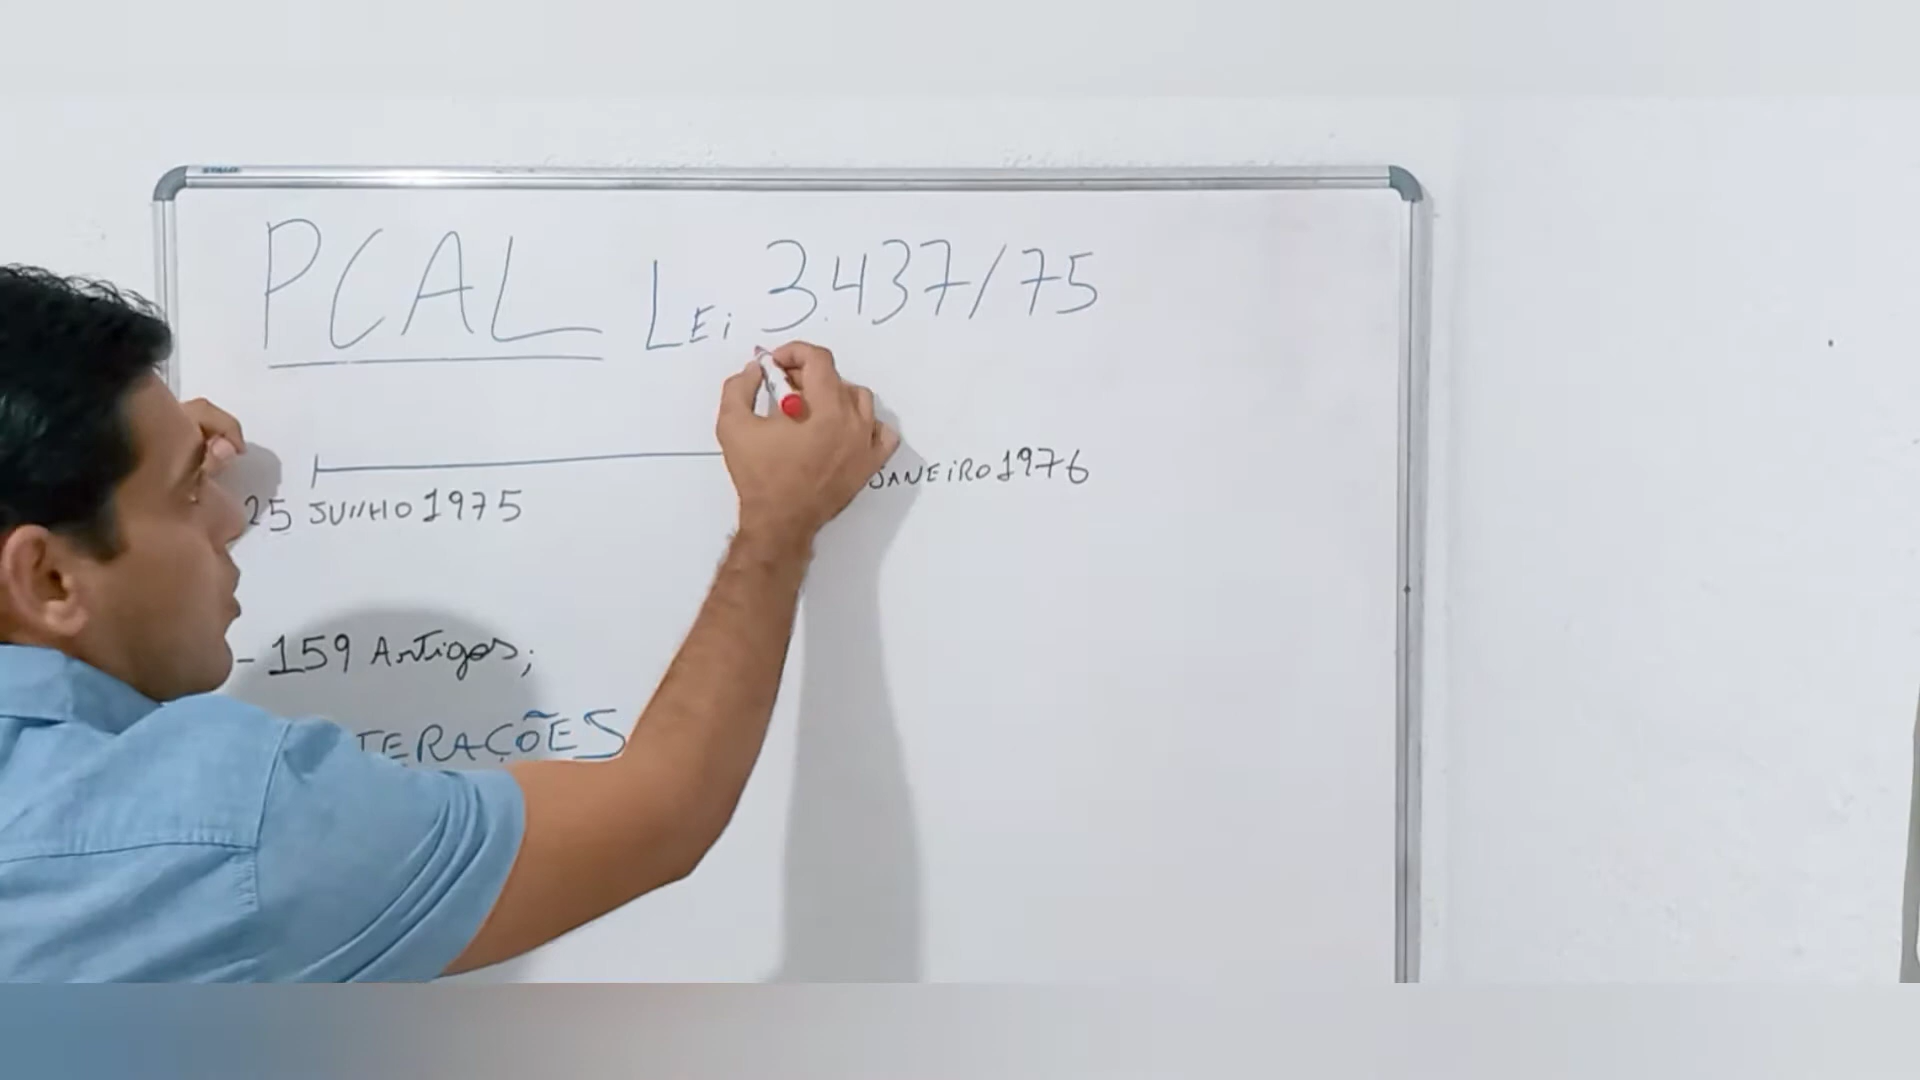 PCAL LEi 3.437/75
JANEiRO 1976
25 JUNHO 1975
- 159 Artigos;
TERAÇÕES